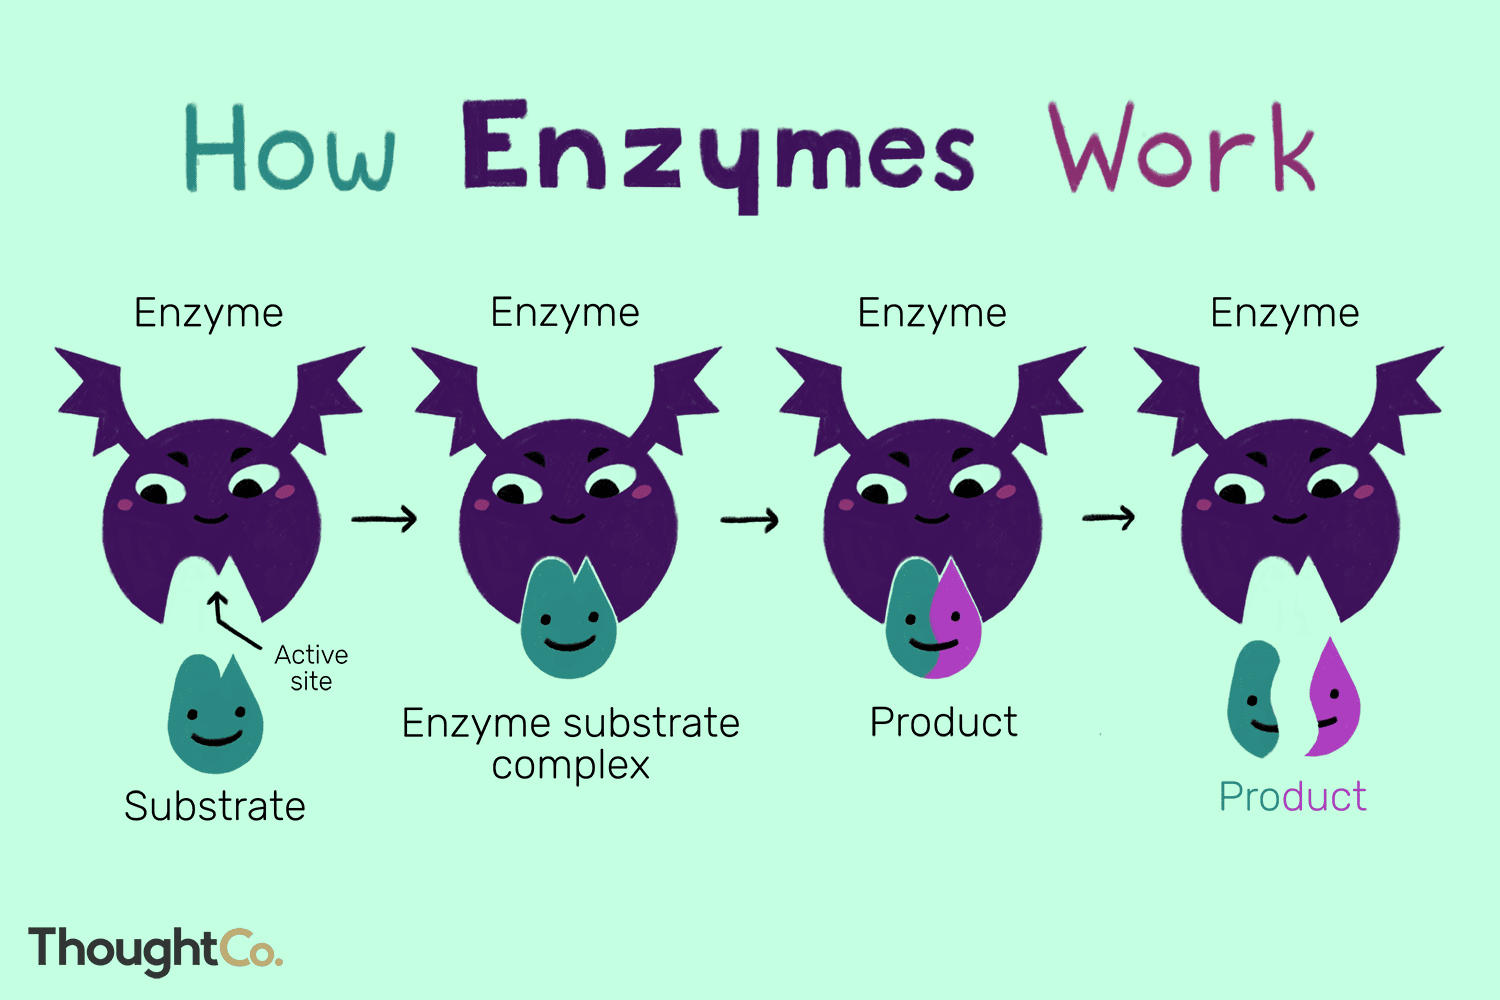 How Enzymes Work
Enzyme
Enzyme
Enzyme
Enzyme
Active
site
Substrate
Enzyme substrate
complex
Product
Product
ThoughtCo.